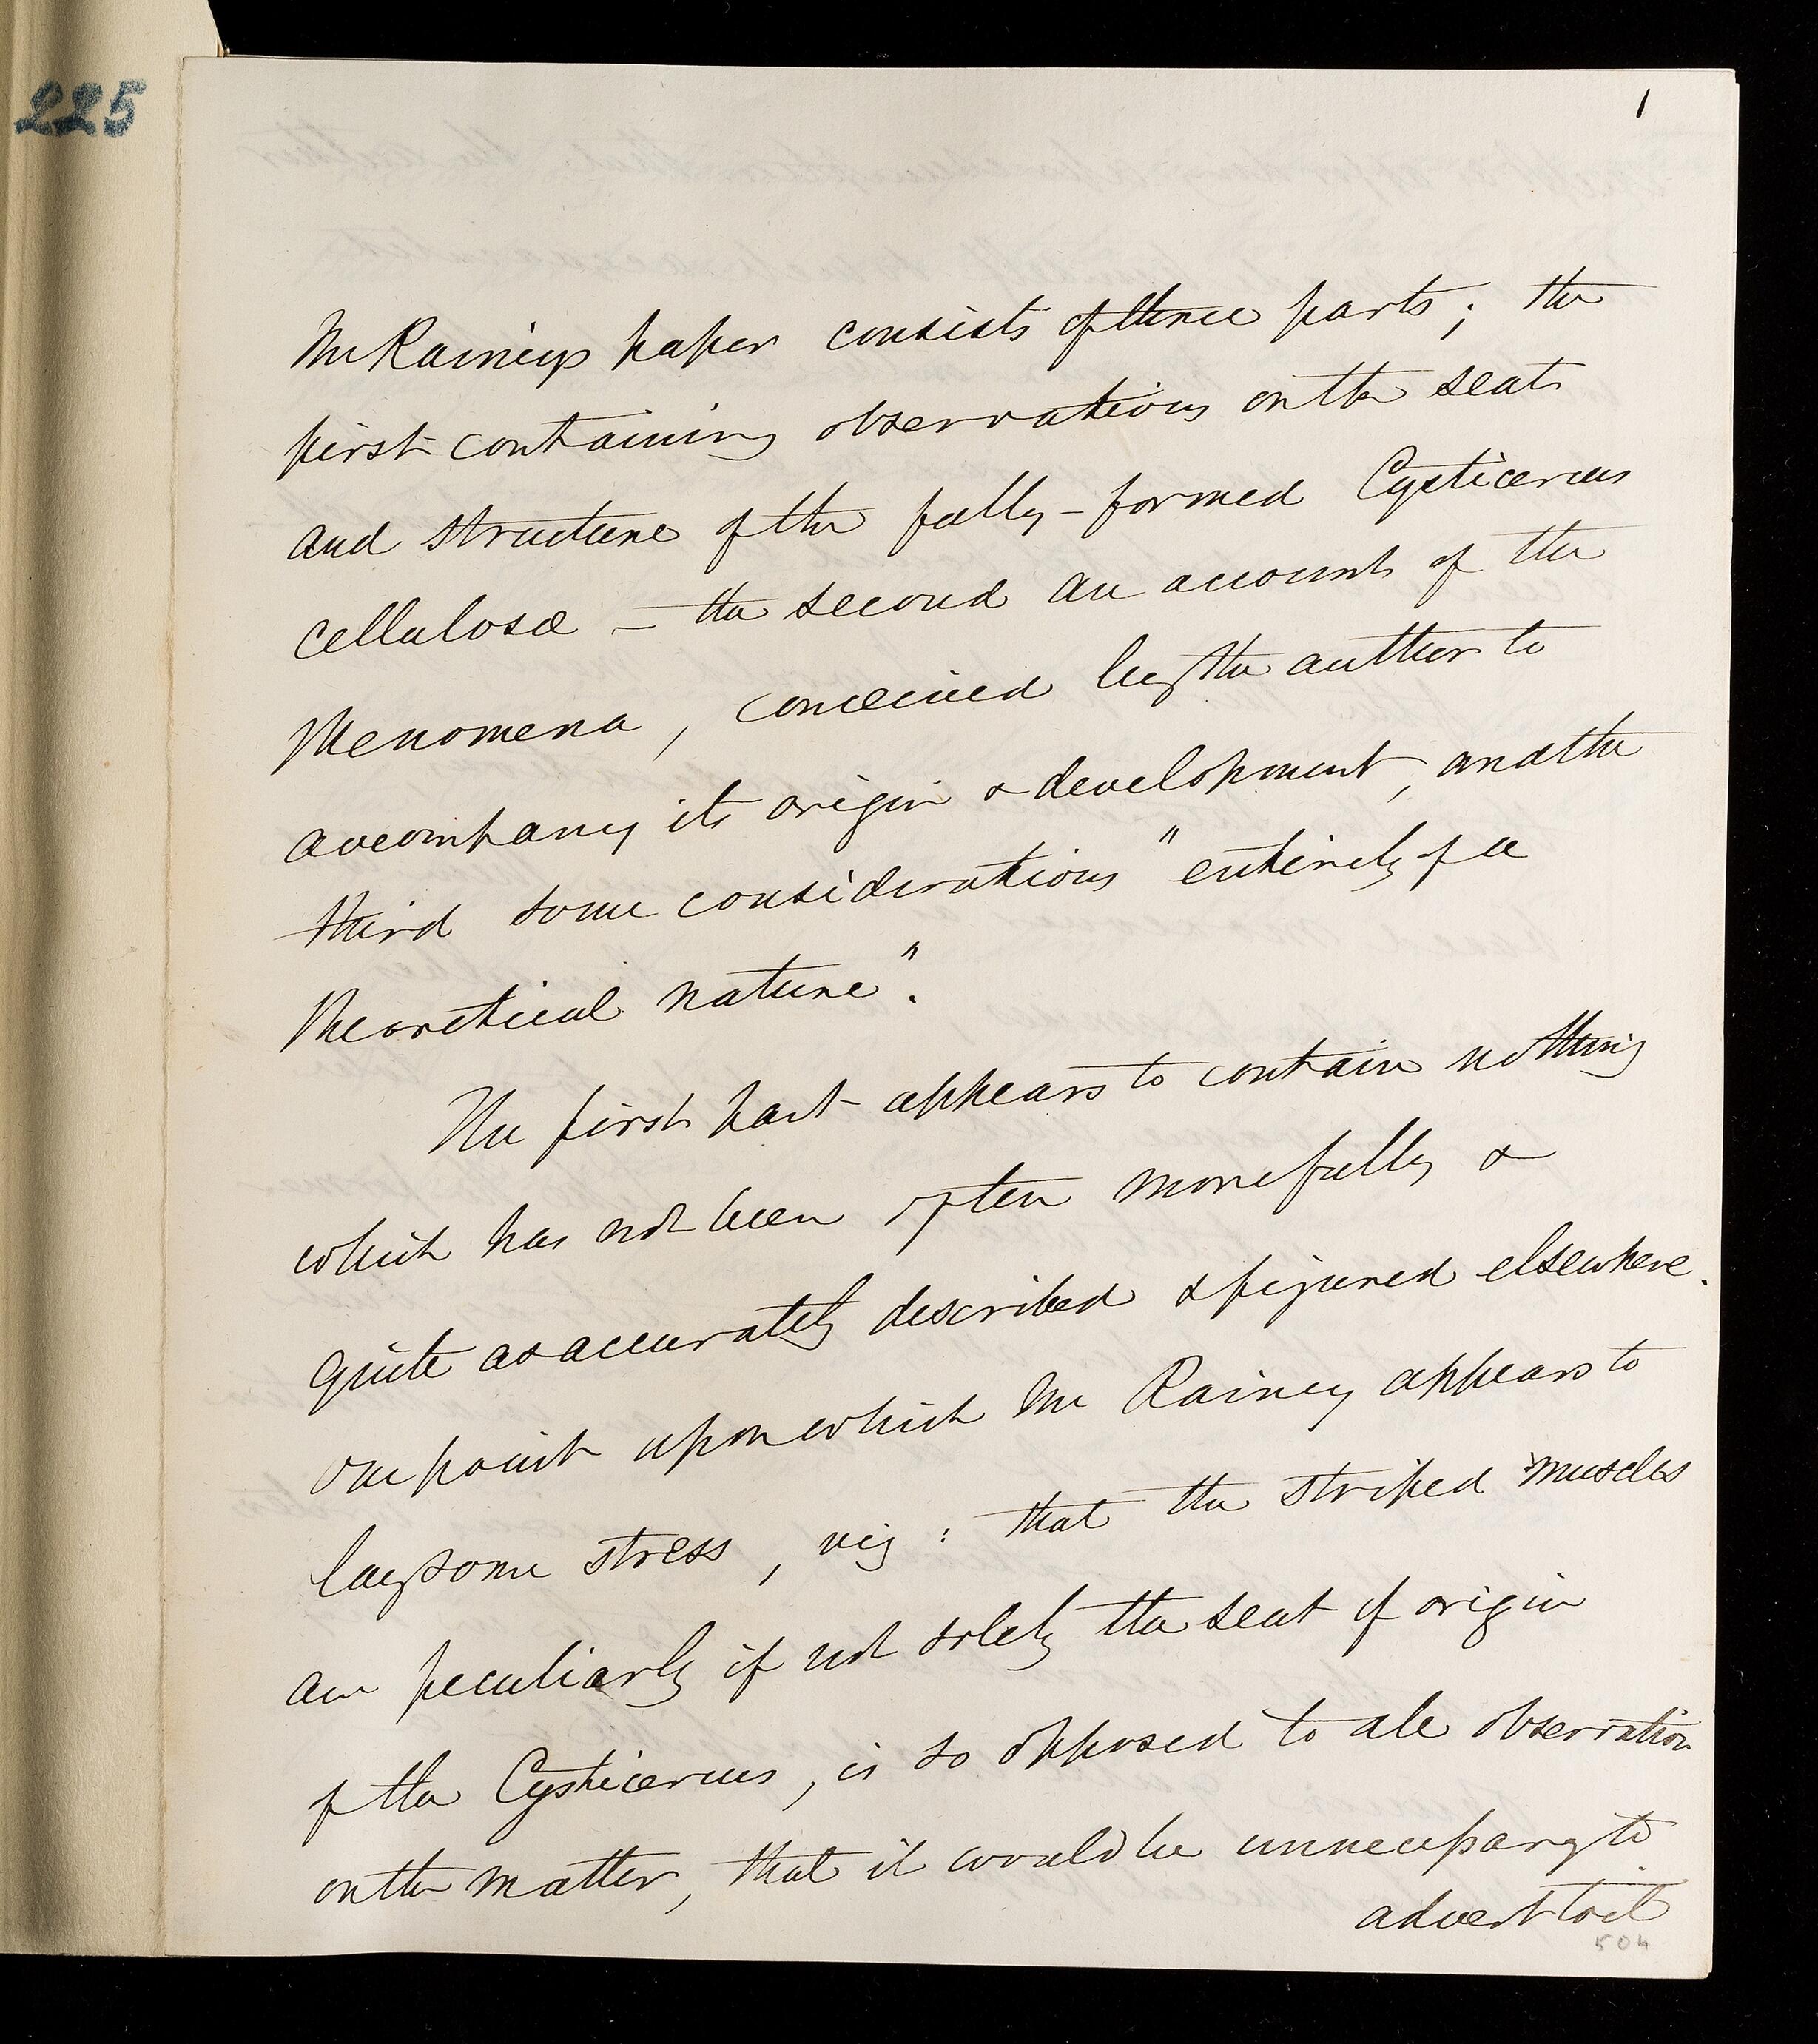 225
1
Mr Rainey's paper consists of three parts; the
first containing observations on the seat
and structure of the fully-formed Cysticercus
cellulosæ – the second an account of the
phenomena, conceived by the author to
accompany its origin & development, and the
third some considerations "entirely of a
theoretical nature".
The first part appears to contain nothing
which has not been often more fully &
quite as accurately described & figured elsewhere.
One point upon which Mr Rainey appears to
lay some stress, viz: that the striped muscles
are peculiarly if not solely the seat of origin
of the Cysticercus, is so opposed to all observation
on the matter, that it would be unnecessary to
advert to it
504